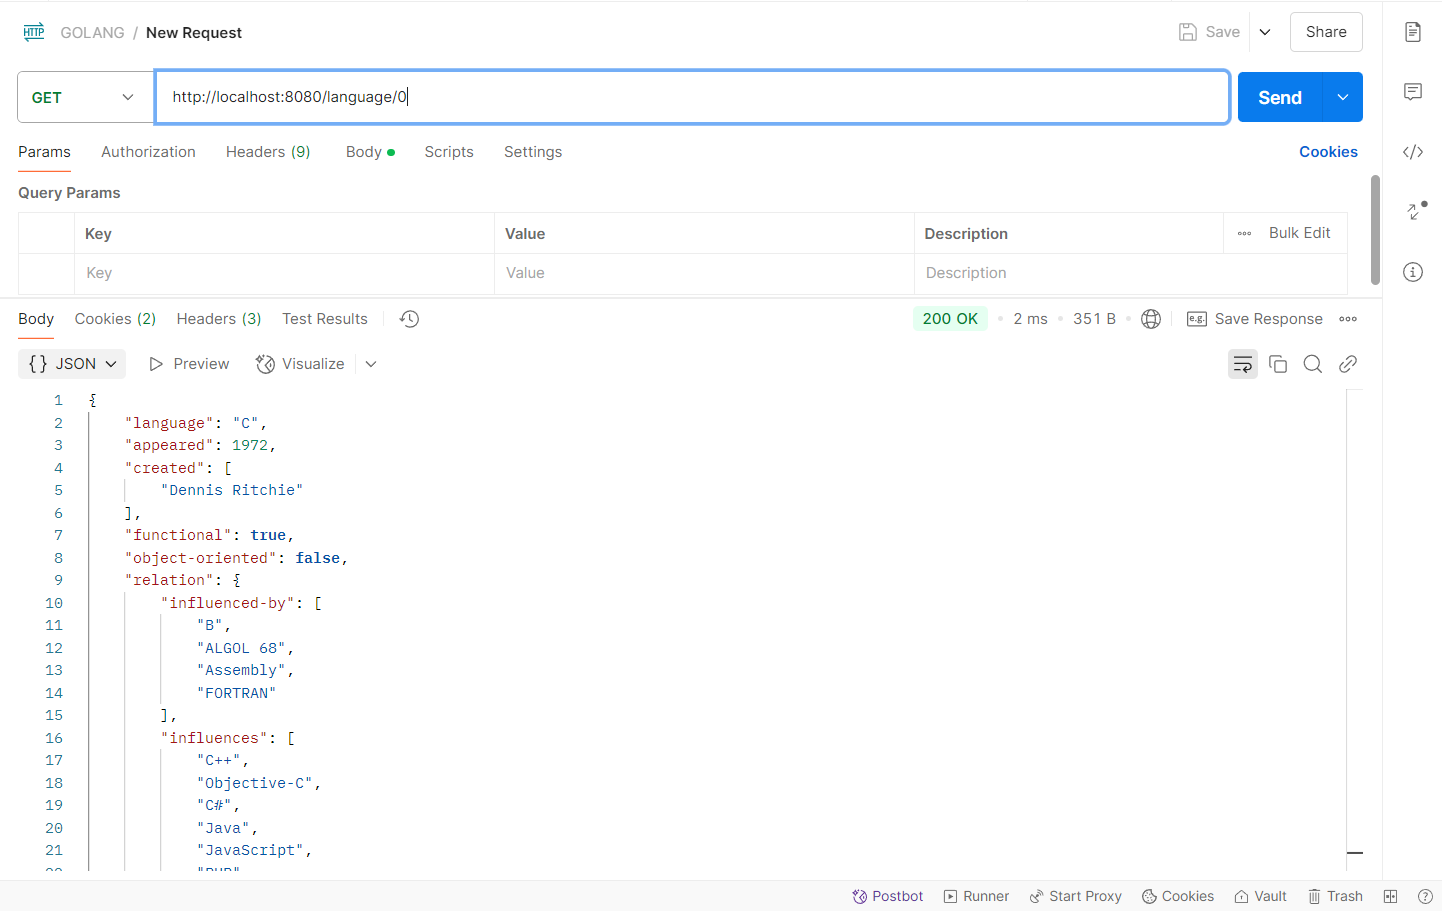 HTTP GOLANG / New Request Save Share
GET http://localhost:8080/language/0 Send
Params Authorization Headers (9) Body Scripts Settings Cookies
Query Params
Key Value Description Bulk Edit
Key Value Description
Body Cookies (2) Headers (3) Test Results 200 OK 2 ms 351 B e.g. Save Response
{} JSON Preview Visualize
1 {
2 "language": "C",
3 "appeared": 1972,
4 "created": [
5 "Dennis Ritchie"
6 ],
7 "functional": true,
8 "object-oriented": false,
9 "relation": {
10 "influenced-by": [
11 "B",
12 "ALGOL 68",
13 "Assembly",
14 "FORTRAN"
15 ],
16 "influences": [
17 "C++",
18 "Objective-C",
19 "C#",
20 "Java",
21 "JavaScript",
22 "PHP"
Postbot Runner Start Proxy Cookies Vault Trash